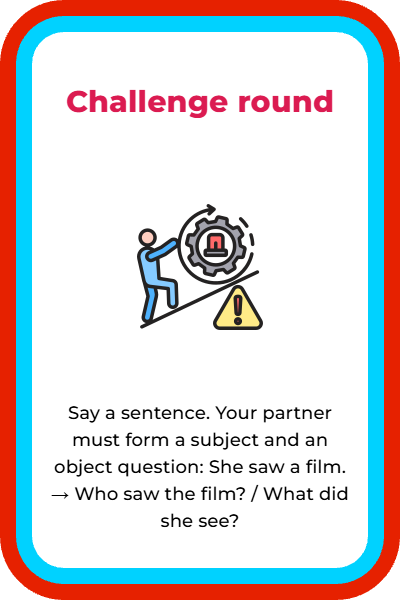 Challenge round
Say a sentence. Your partner
must form a subject and an
object question: She saw a film.
→ Who saw the film? / What did
she see?